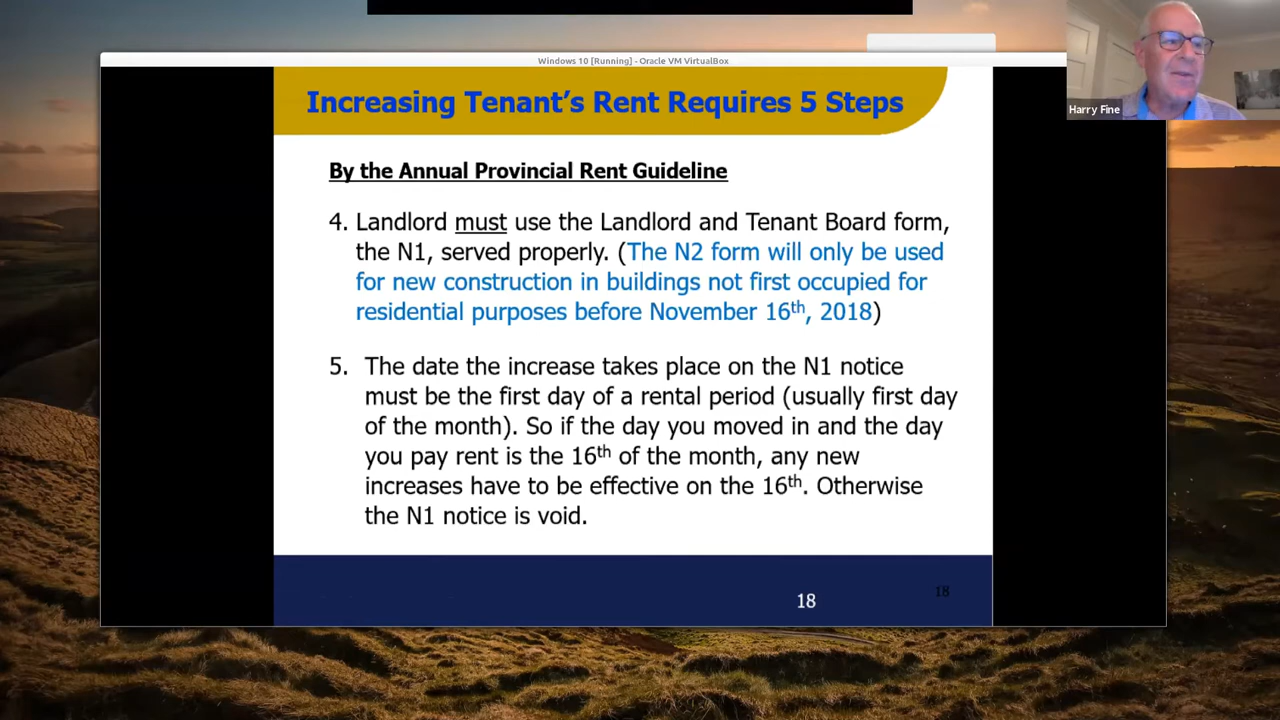 Windows 10 [Running] - Oracle VM VirtualBox
Harry Fine
Increasing Tenant's Rent Requires 5 Steps
By the Annual Provincial Rent Guideline
4. Landlord must use the Landlord and Tenant Board form,
the N1, served properly. (The N2 form will only be used
for new construction in buildings not first occupied for
residential purposes before November 16th, 2018)
5. The date the increase takes place on the N1 notice
must be the first day of a rental period (usually first day
of the month). So if the day you moved in and the day
you pay rent is the 16th of the month, any new
increases have to be effective on the 16th. Otherwise
the N1 notice is void.
18
18